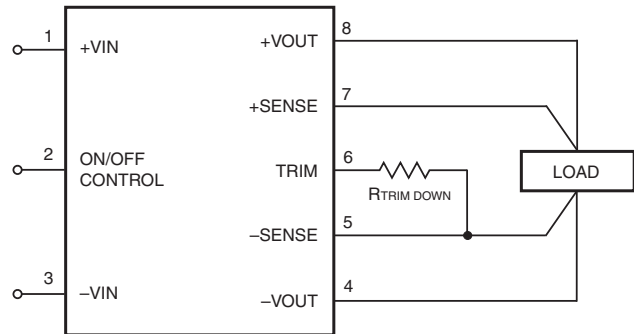 1
+VIN
2
ON/OFF
CONTROL
3
–VIN
+VOUT
8
+SENSE
7
TRIM
6
RTRIM DOWN
–SENSE
5
–VOUT
4
LOAD